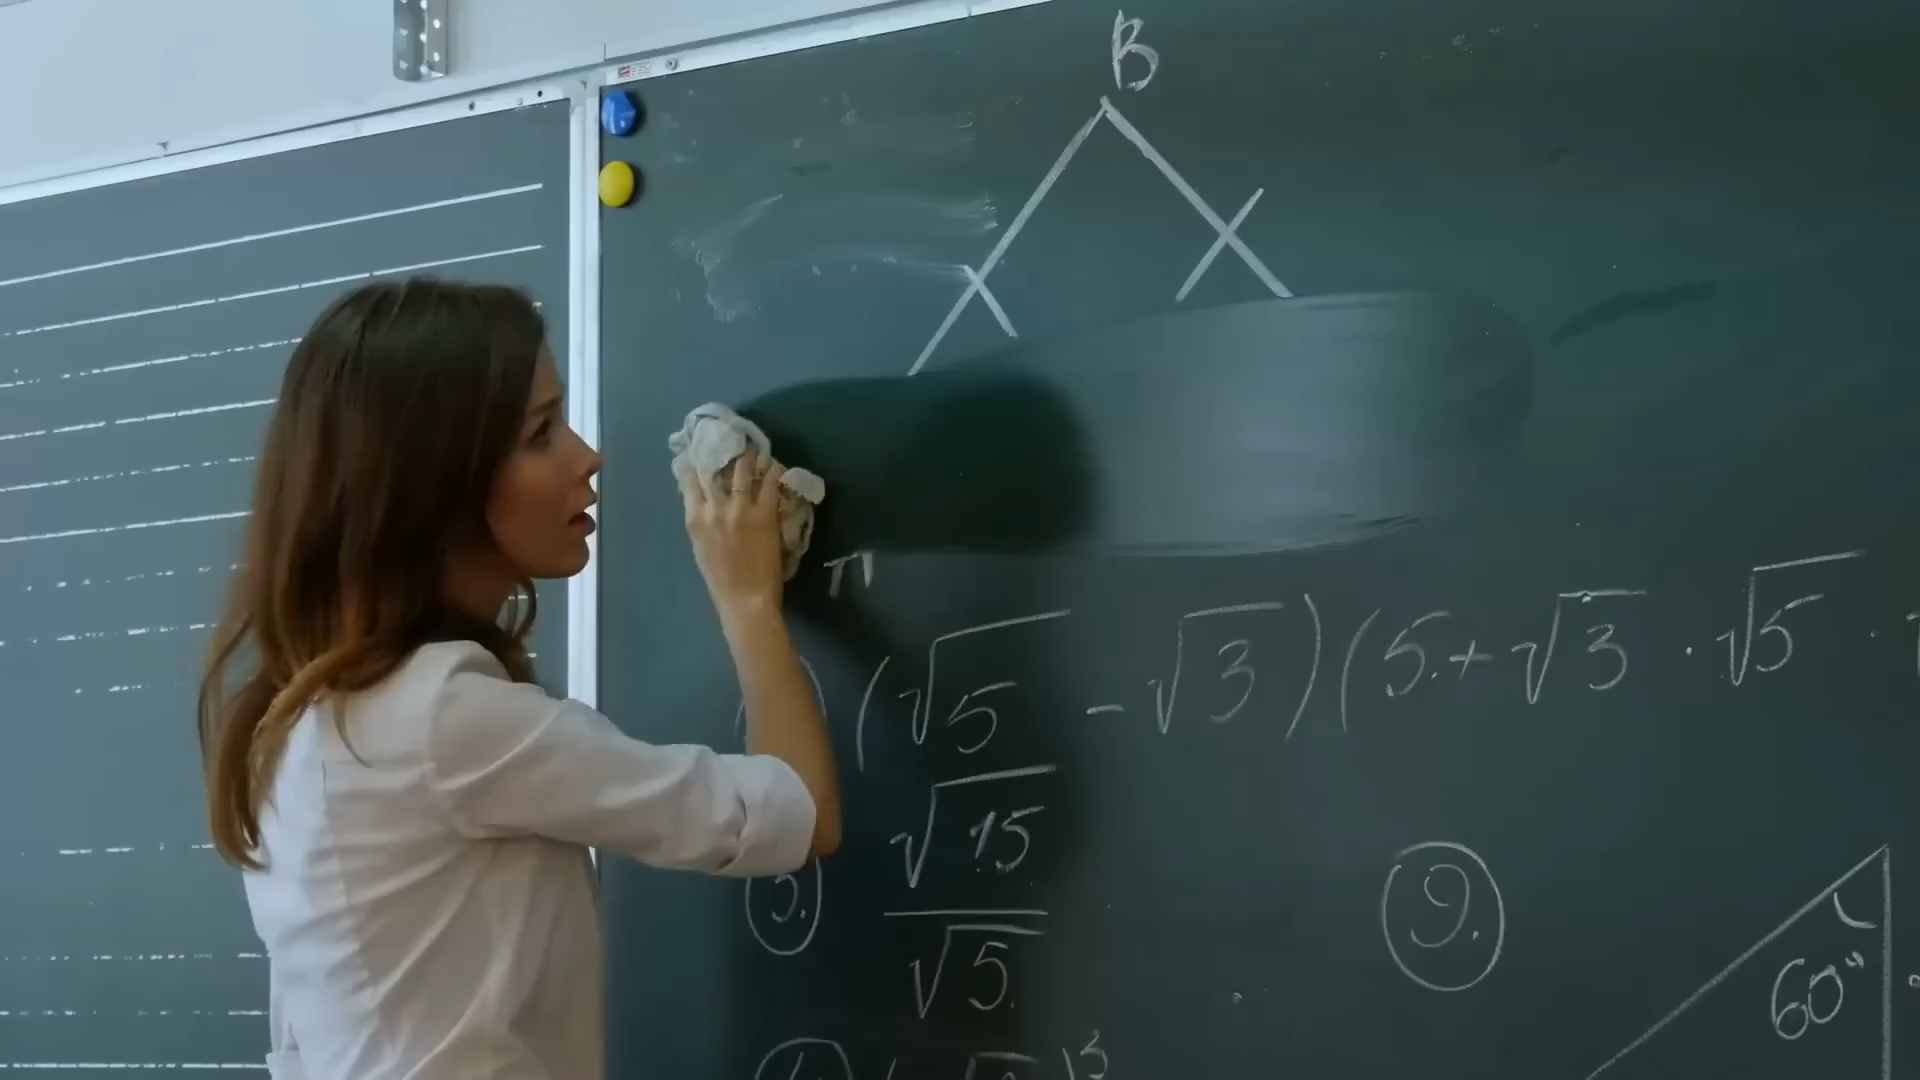 B
(√5 - √3)(5 + √3 · √5 ·
3. √15/√5
9.
60°